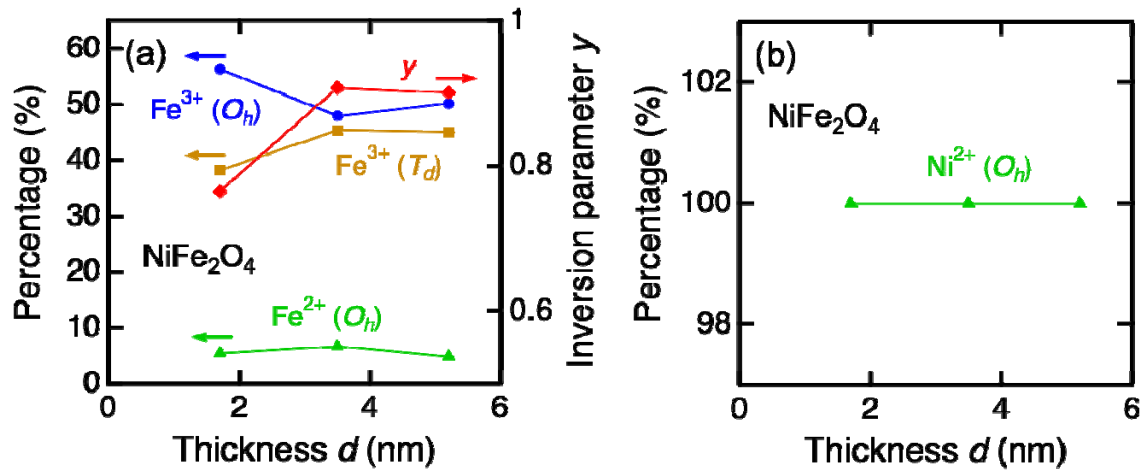 (a)
60
50
40
30
20
10
0
Percentage (%)
Fe³⁺ (Oₕ)
y
Fe³⁺ (T_d)
NiFe₂O₄
Fe²⁺ (Oₕ)
1
0.8
0.6
Inversion parameter y
0 2 4 6
Thickness d (nm)
(b)
102
100
98
Percentage (%)
NiFe₂O₄
Ni²⁺ (Oₕ)
0 2 4 6
Thickness d (nm)